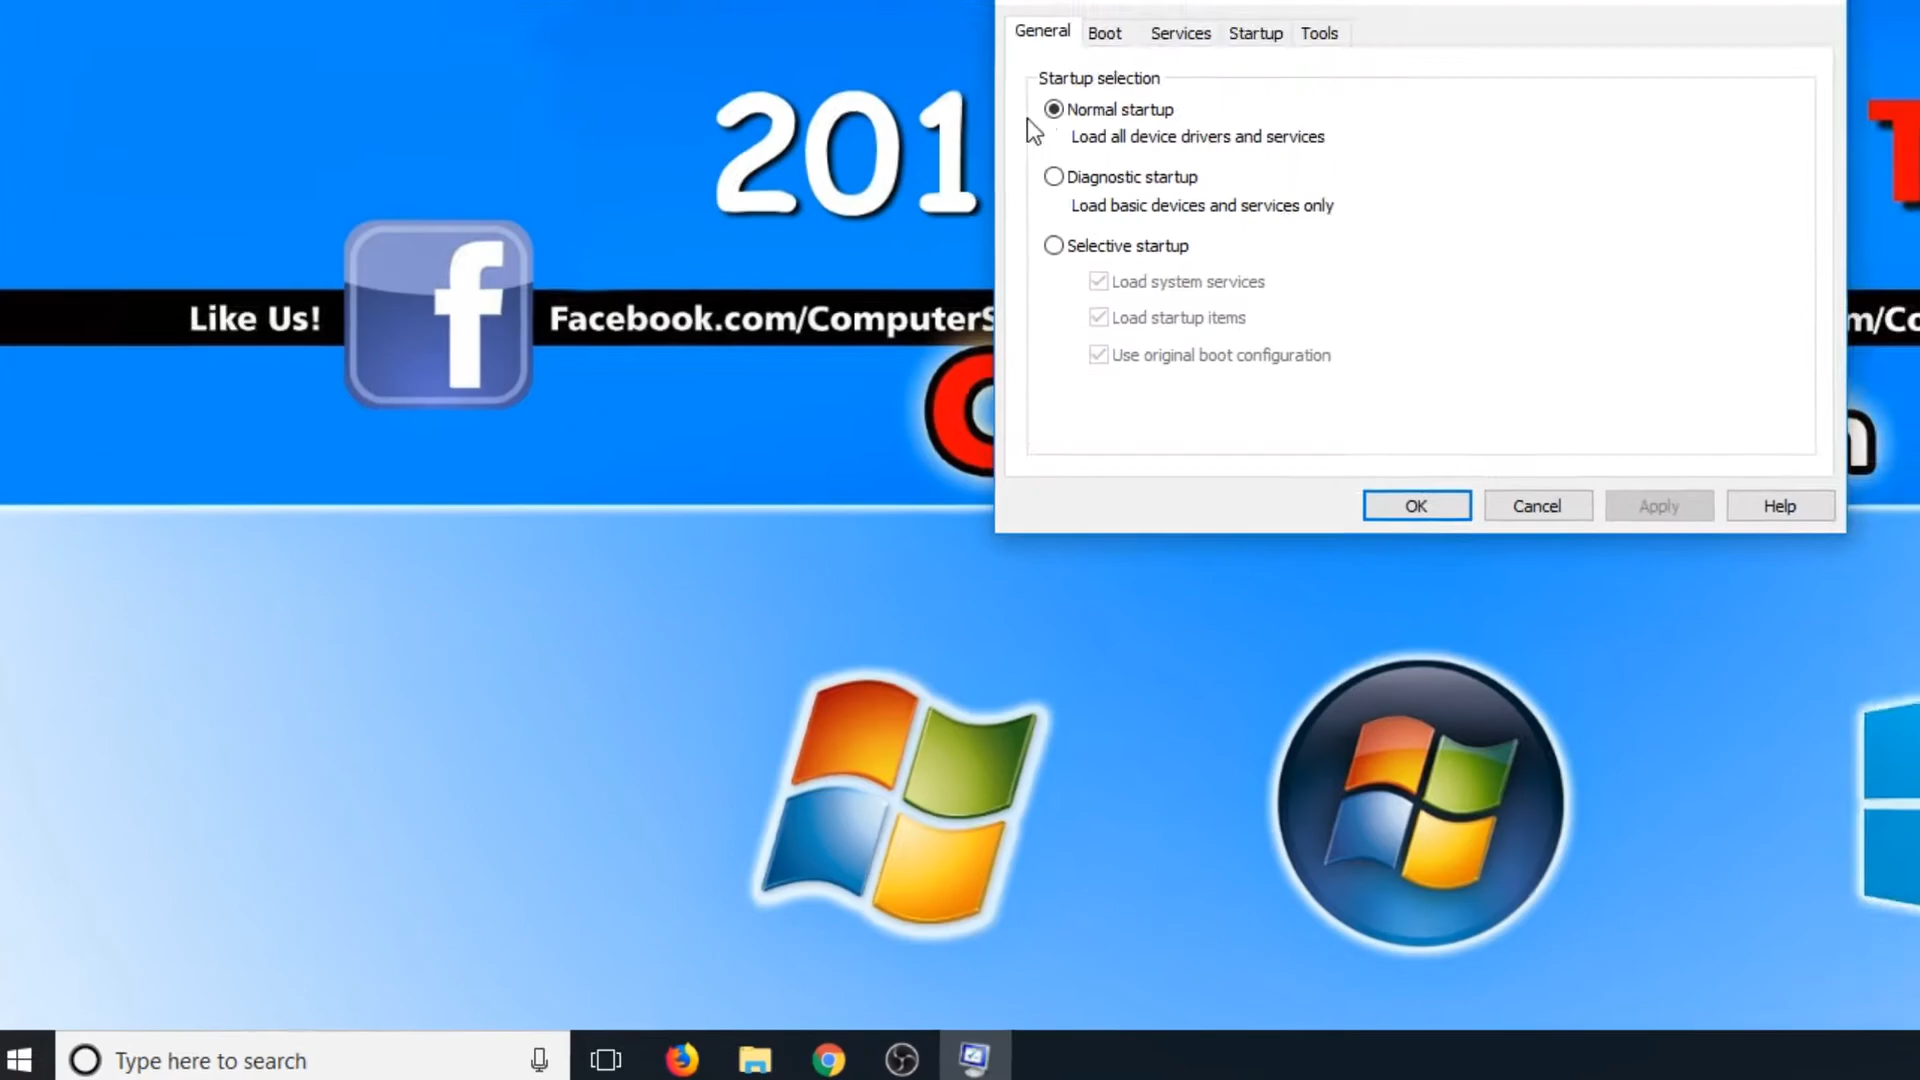 General Boot Services Startup Tools
Startup selection
Normal startup
Load all device drivers and services
Diagnostic startup
Load basic devices and services only
Selective startup
Load system services
Load startup items
Use original boot configuration
OK Cancel Apply Help
201
Like Us! f Facebook.com/ComputerS
m/Co
Type here to search